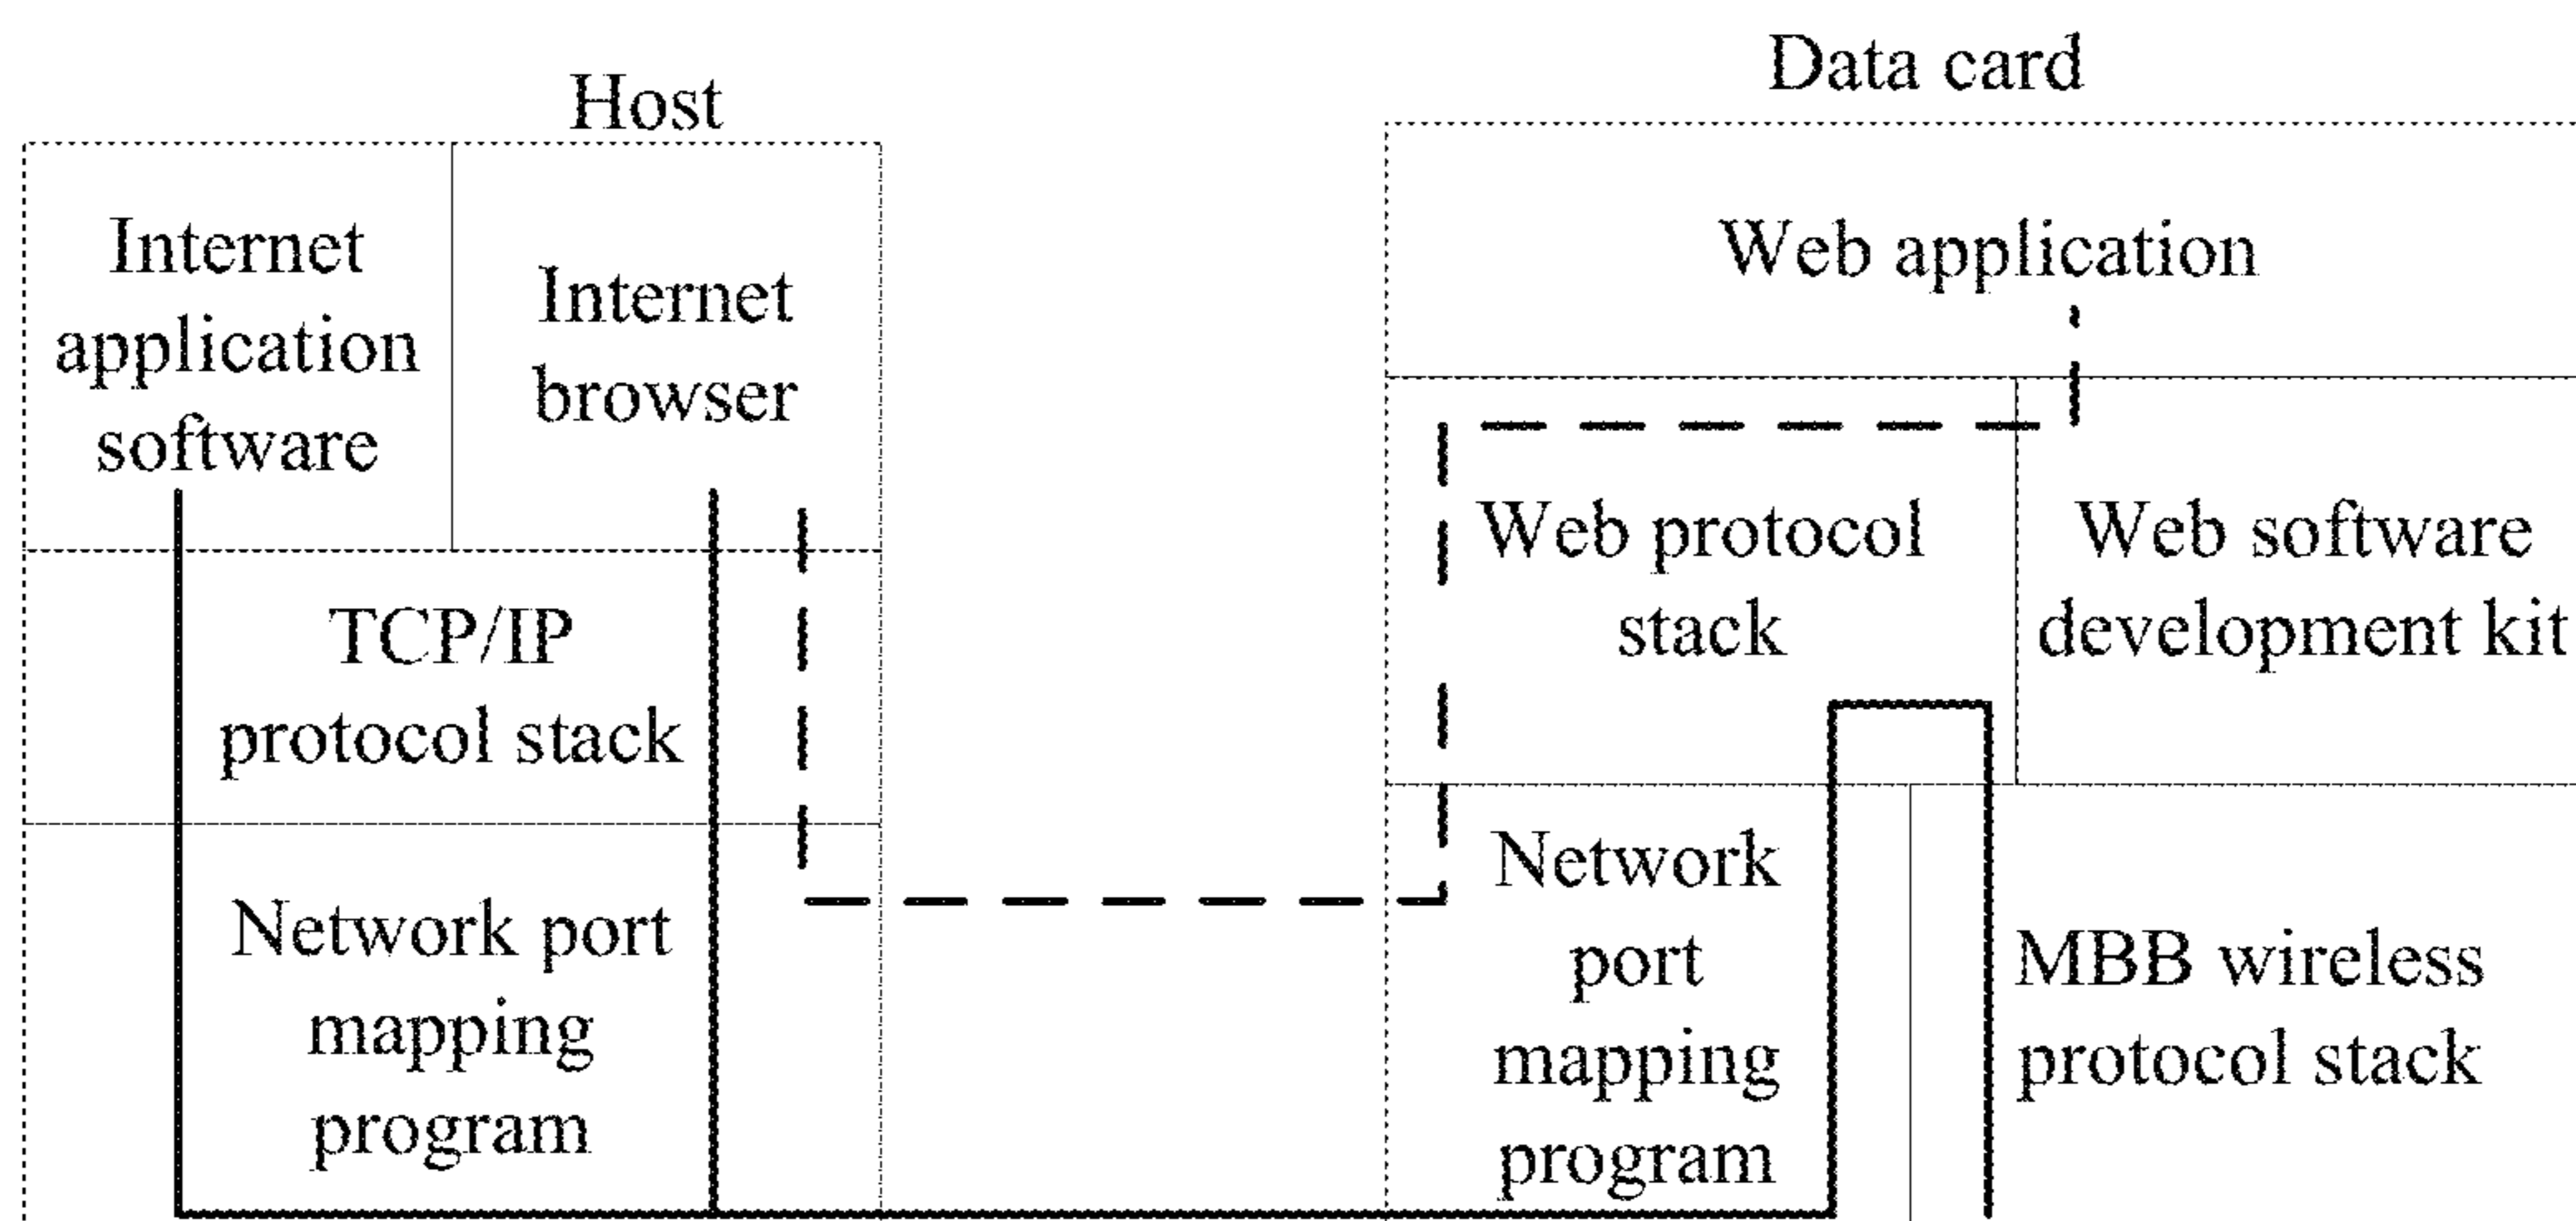 Host
Internet
application
software
Internet
browser
TCP/IP
protocol stack
Network port
mapping
program
Data card
Web application
Web protocol
stack
Web software
development kit
Network
port
mapping
program
MBB wireless
protocol stack